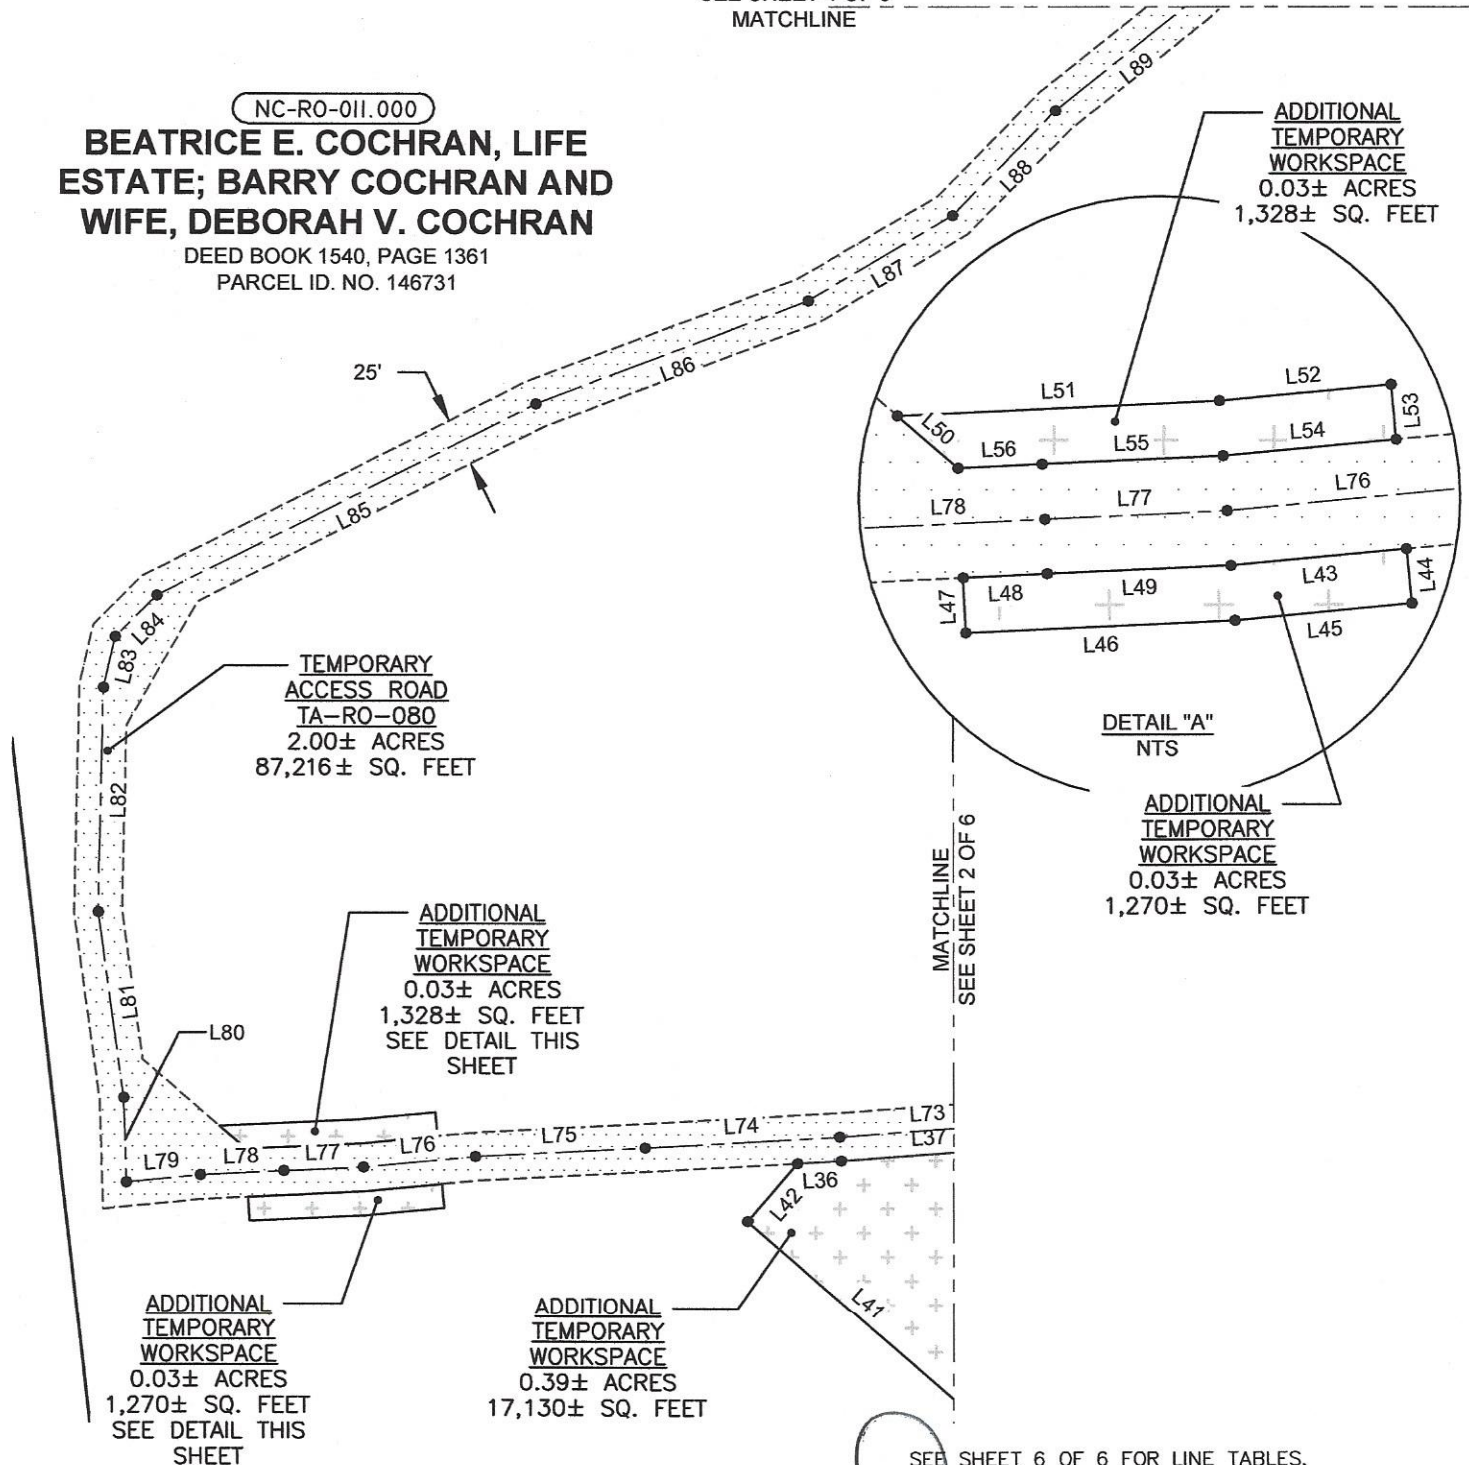 MATCHLINE
NC-RO-011.000
BEATRICE E. COCHRAN, LIFE
ESTATE; BARRY COCHRAN AND
WIFE, DEBORAH V. COCHRAN
DEED BOOK 1540, PAGE 1361
PARCEL ID. NO. 146731
L89
L88
L87
L86
25'
L85
L84
L83
L82
L81
L80
ADDITIONAL
TEMPORARY
WORKSPACE
0.03± ACRES
1,328± SQ. FEET
L51
L52
L53
L50
L56
L55
L54
L78
L77
L76
L47
L48
L49
L43
L44
L46
L45
DETAIL "A"
NTS
ADDITIONAL
TEMPORARY
WORKSPACE
0.03± ACRES
1,270± SQ. FEET
TEMPORARY
ACCESS ROAD
TA-RO-080
2.00± ACRES
87,216± SQ. FEET
ADDITIONAL
TEMPORARY
WORKSPACE
0.03± ACRES
1,328± SQ. FEET
SEE DETAIL THIS
SHEET
MATCHLINE
SEE SHEET 2 OF 6
L79
L78
L77
L76
L75
L74
L73
L37
L36
L42
L41
ADDITIONAL
TEMPORARY
WORKSPACE
0.03± ACRES
1,270± SQ. FEET
SEE DETAIL THIS
SHEET
ADDITIONAL
TEMPORARY
WORKSPACE
0.39± ACRES
17,130± SQ. FEET
SEE SHEET 6 OF 6 FOR LINE TABLES.